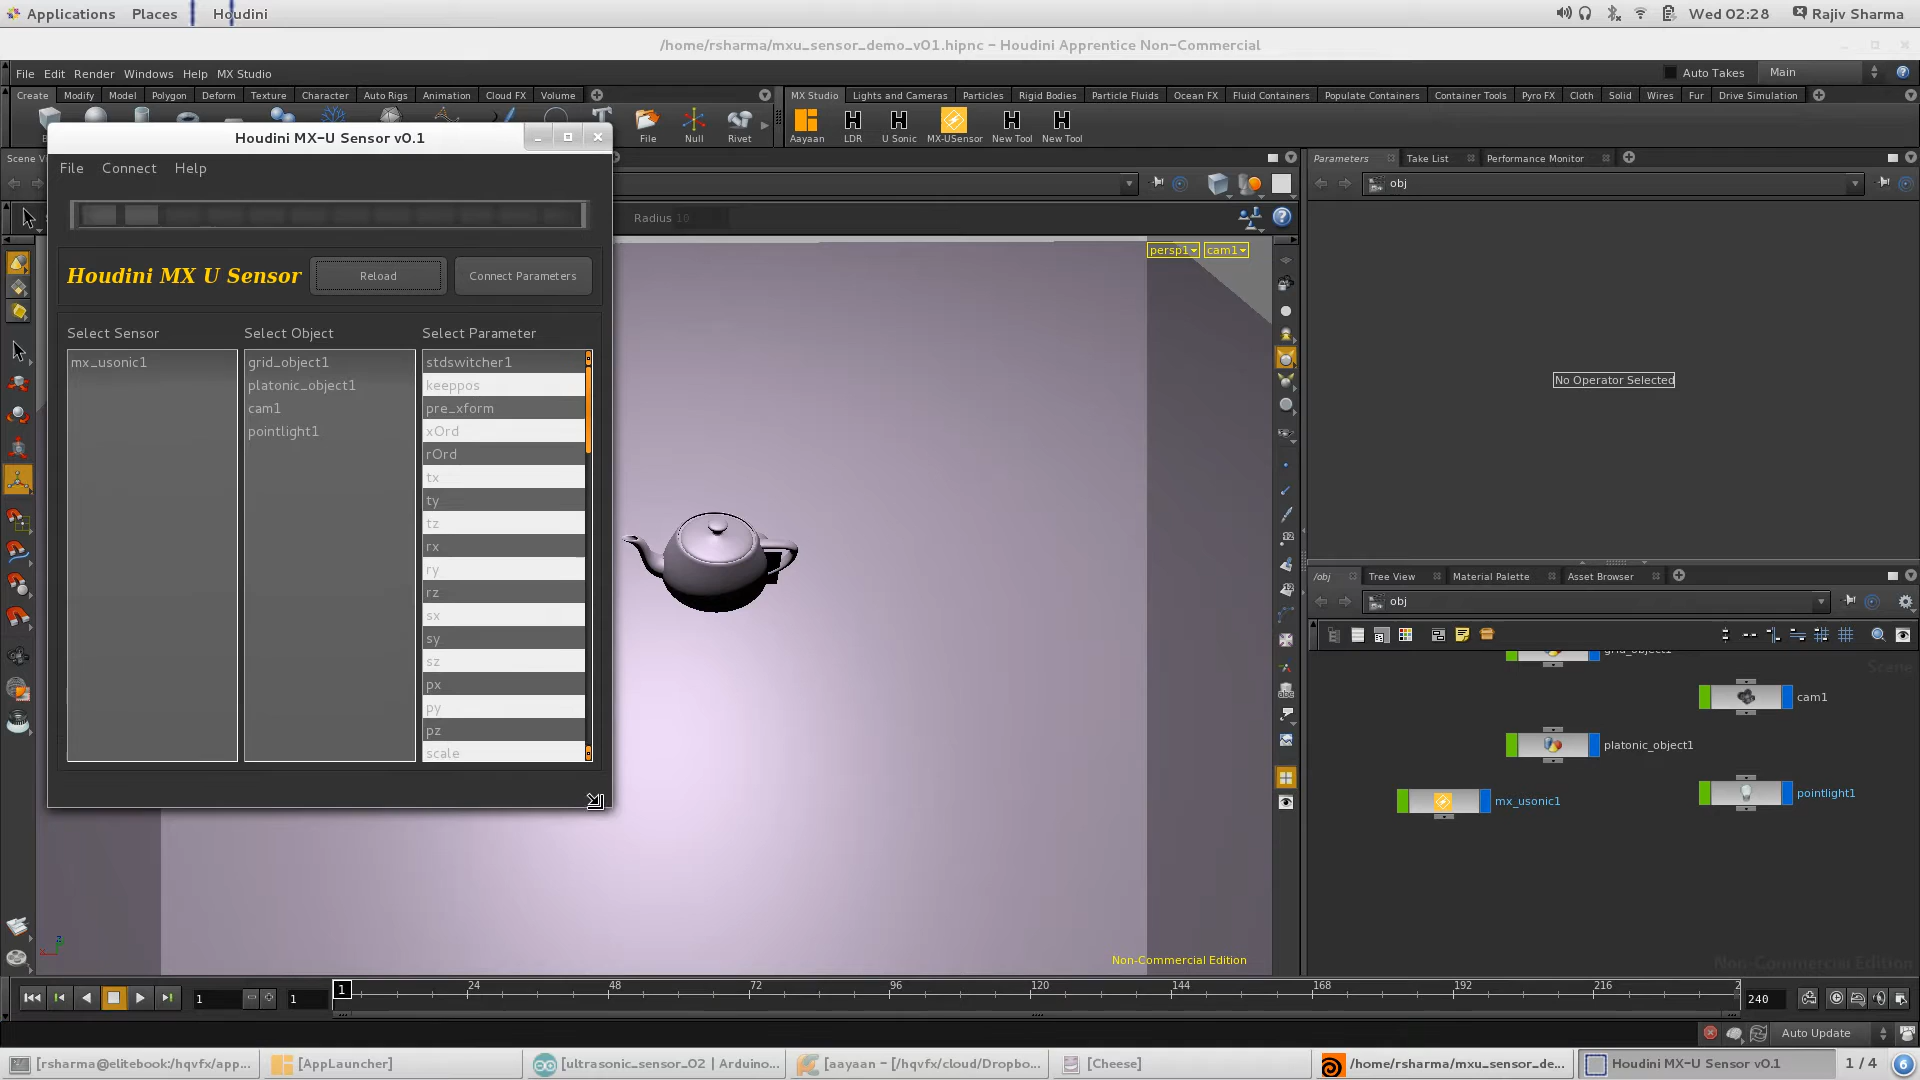 Applications Places Houdini Wed 02:28 Rajiv Sharma
/home/rsharma/mxu_sensor_demo_v01.hipnc - Houdini Apprentice Non-Commercial
File Edit Render Windows Help MX Studio Auto Takes Main
Create Modify Model Polygon Deform Texture Character Auto Rigs Animation Cloud FX Volume
MX Studio Lights and Cameras Particles Rigid Bodies Particle Fluids Ocean FX Fluid Containers Populate Containers Container Tools Pyro FX Cloth Solid Wires Fur Drive Simulation
File Null Rivet Aayaan LDR U Sonic MX-USensor New Tool New Tool
Houdini MX-U Sensor v0.1
File Connect Help
Houdini MX U Sensor Reload Connect Parameters
Select Sensor Select Object Select Parameter
mx_usonic1
grid_object1
platonic_object1
cam1
pointlight1
stdswitcher1
keeppos
pre_xform
xOrd
rOrd
tx
ty
tz
rx
ry
rz
sx
sy
sz
px
py
pz
scale
Radius 10
persp1 cam1
Non-Commercial Edition
Parameters Take List Performance Monitor
obj
No Operator Selected
/obj Tree View Material Palette Asset Browser
obj
Scene
grid_object1
cam1
platonic_object1
pointlight1
mx_usonic1
Non-Commercial Edition
1 1 1 24 48 72 96 120 144 168 192 216 2 240
Auto Update
[rsharma@elitebook:/hqvfx/app... [AppLauncher] [ultrasonic_sensor_02 | Arduino... [aayaan - [/hqvfx/cloud/Dropbo... [Cheese] /home/rsharma/mxu_sensor_de... Houdini MX-U Sensor v0.1 1 / 4 6